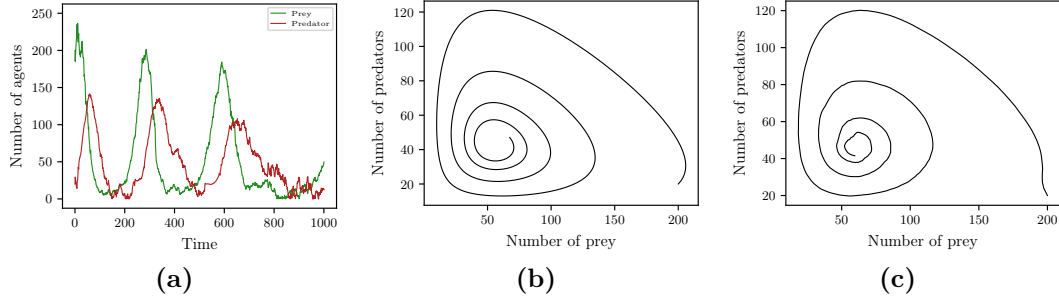 Number of agents
250
200
150
100
50
0
Prey
Predator
0 200 400 600 800 1000
Time
(a)
Number of predators
120
100
80
60
40
20
50 100 150 200
Number of prey
(b)
Number of predators
120
100
80
60
40
20
50 100 150 200
Number of prey
(c)